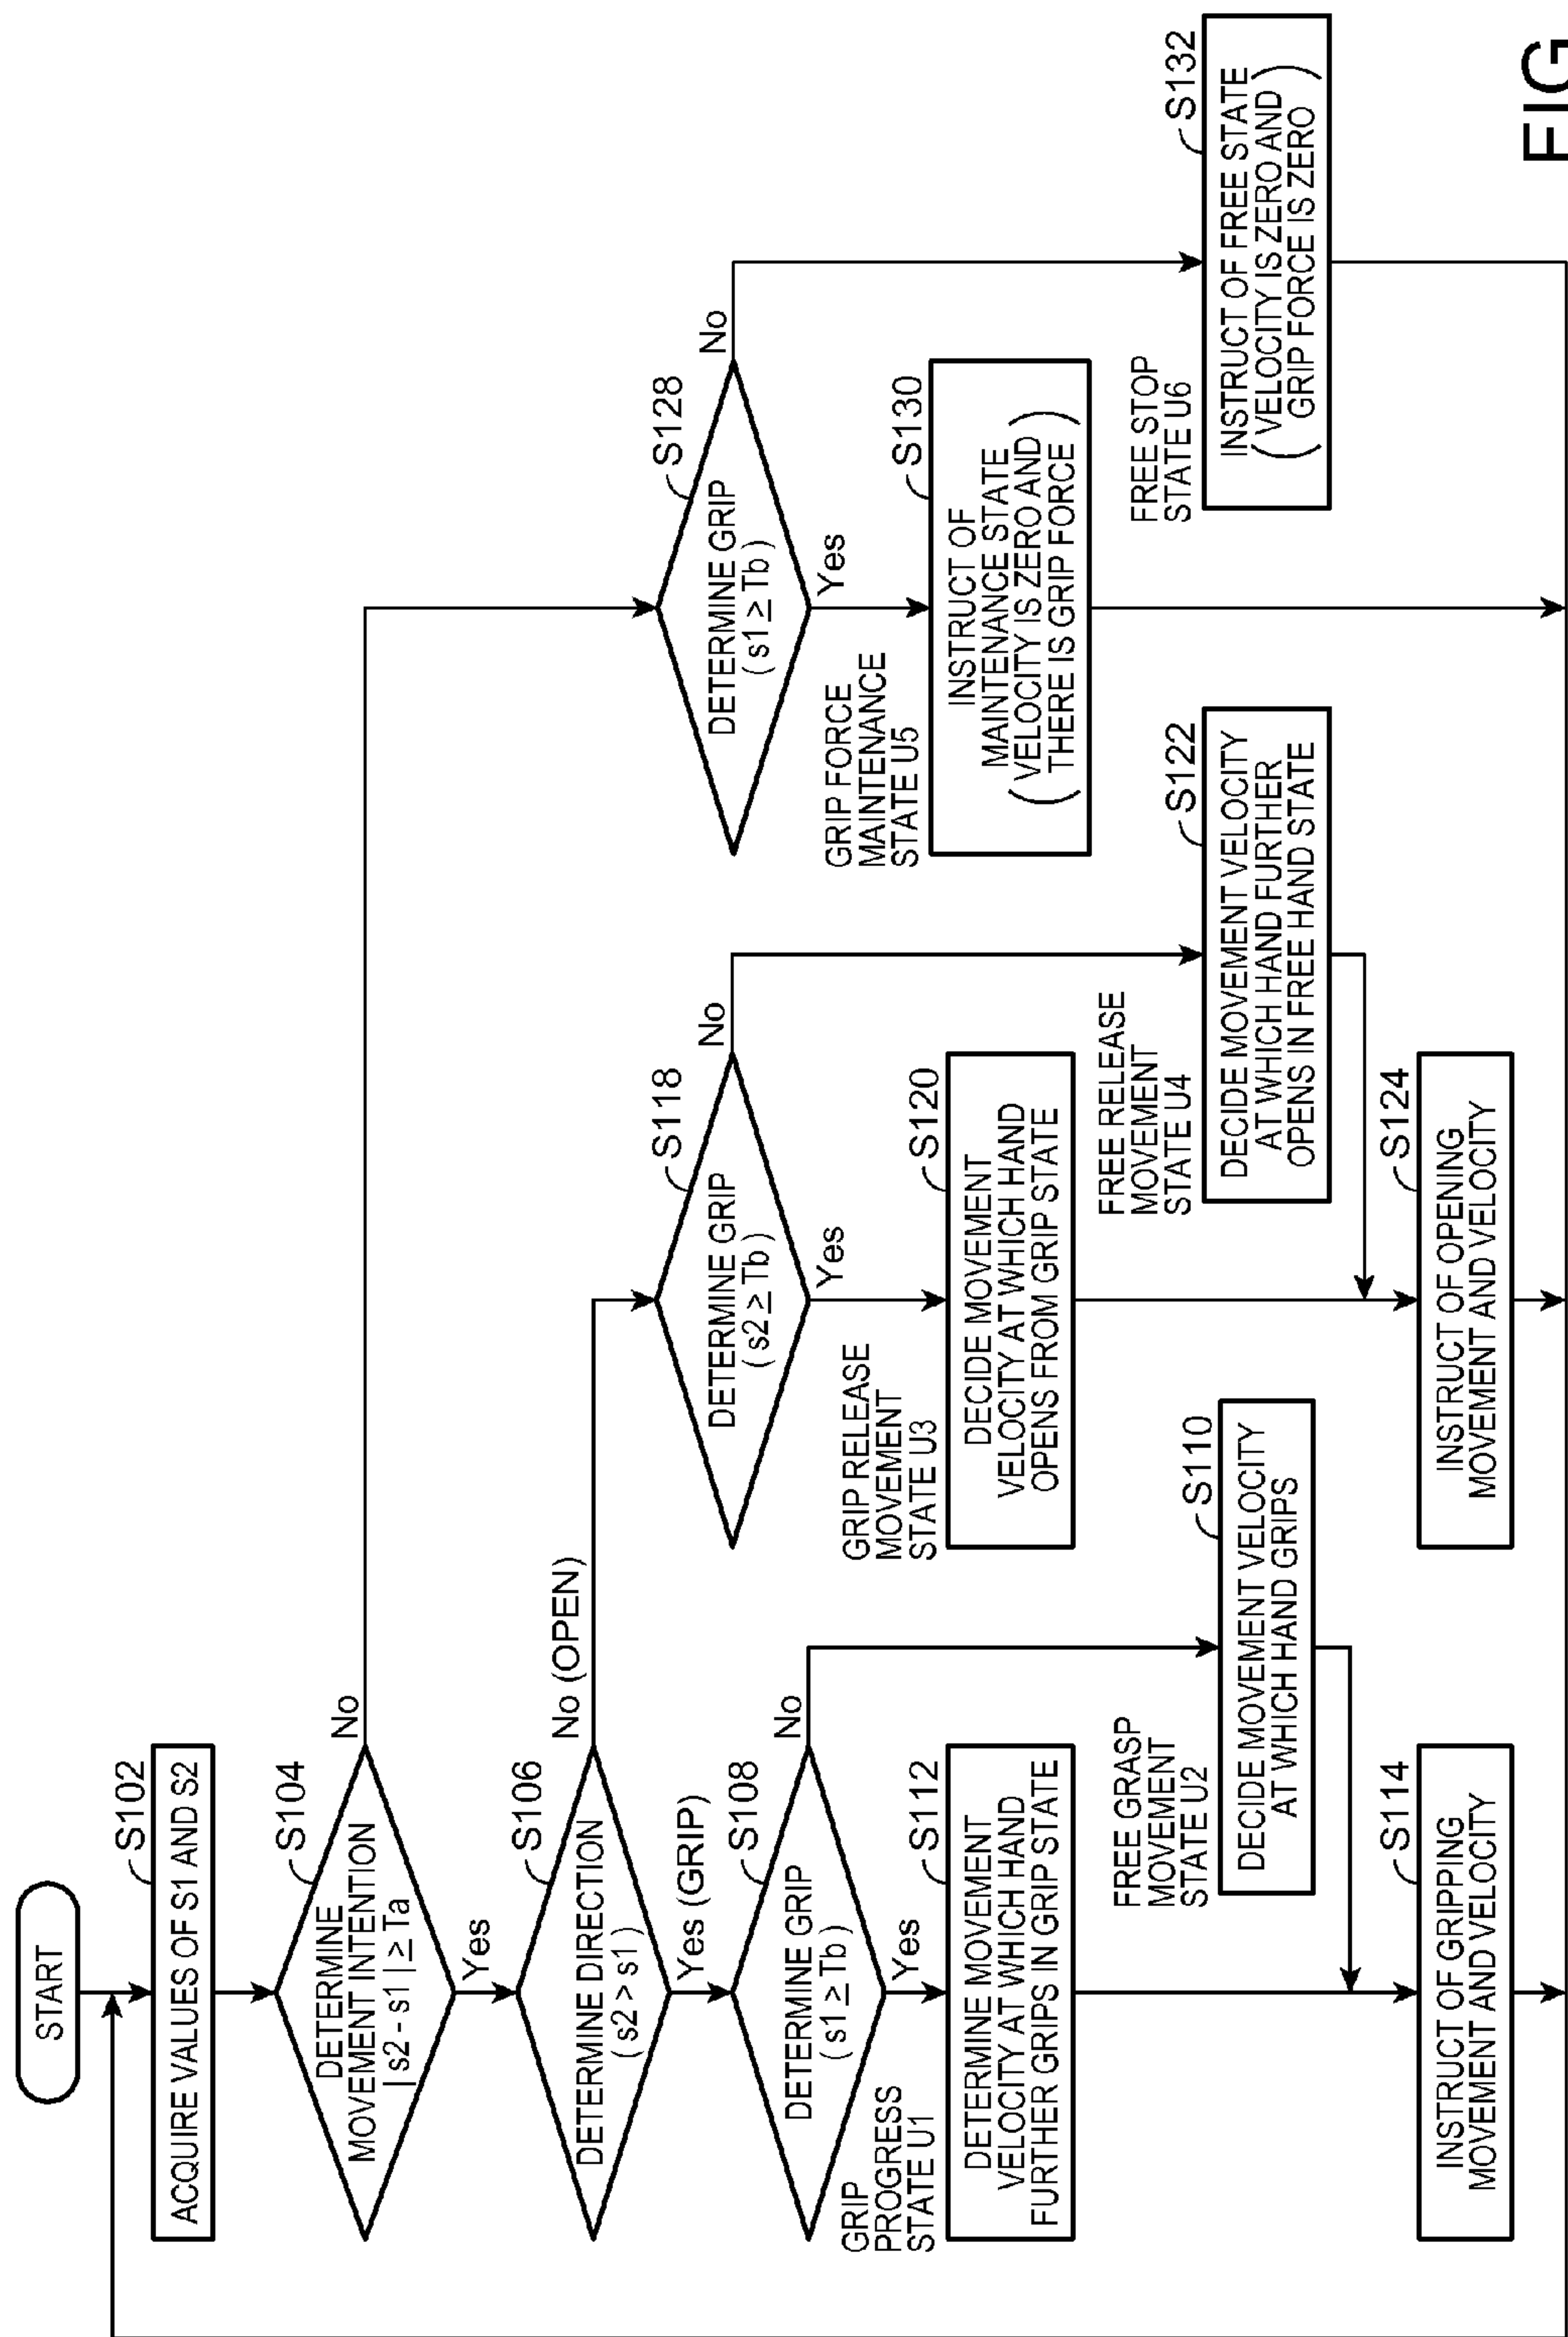 START
S102
ACQUIRE VALUES OF S1 AND S2
S104
DETERMINE
MOVEMENT INTENTION
| s2 - s1 | ≥ Ta
No
Yes
S106
DETERMINE DIRECTION
( s2 > s1 )
No (OPEN)
Yes (GRIP)
S108
DETERMINE GRIP
( s1 ≥ Tb )
No
Yes
GRIP
PROGRESS
STATE U1
S112
DETERMINE MOVEMENT
VELOCITY AT WHICH HAND
FURTHER GRIPS IN GRIP STATE
FREE GRASP
MOVEMENT
STATE U2
S110
DECIDE MOVEMENT VELOCITY
AT WHICH HAND GRIPS
S114
INSTRUCT OF GRIPPING
MOVEMENT AND VELOCITY
S118
DETERMINE GRIP
( s2 ≥ Tb )
No
Yes
GRIP RELEASE
MOVEMENT
STATE U3
S120
DECIDE MOVEMENT
VELOCITY AT WHICH HAND
OPENS FROM GRIP STATE
FREE RELEASE
MOVEMENT
STATE U4
S122
DECIDE MOVEMENT VELOCITY
AT WHICH HAND FURTHER
OPENS IN FREE HAND STATE
S124
INSTRUCT OF OPENING
MOVEMENT AND VELOCITY
S128
DETERMINE GRIP
( s1 ≥ Tb )
No
Yes
GRIP FORCE
MAINTENANCE
STATE U5
S130
INSTRUCT OF
MAINTENANCE STATE
( VELOCITY IS ZERO AND
THERE IS GRIP FORCE )
FREE STOP
STATE U6
S132
INSTRUCT OF FREE STATE
( VELOCITY IS ZERO AND
GRIP FORCE IS ZERO )